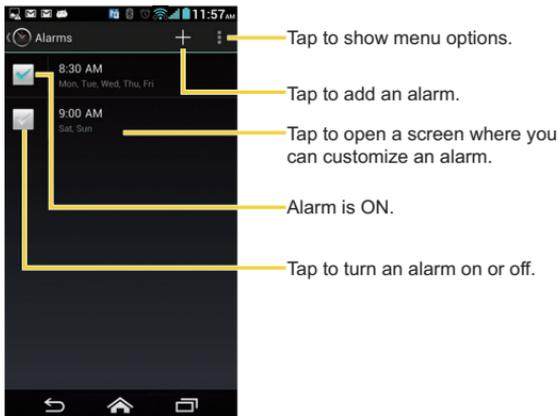 11:57AM
Alarms
Tap to show menu options.
8:30 AM
Mon, Tue, Wed, Thu, Fri
Tap to add an alarm.
9:00 AM
Sat, Sun
Tap to open a screen where you
can customize an alarm.
Alarm is ON.
Tap to turn an alarm on or off.